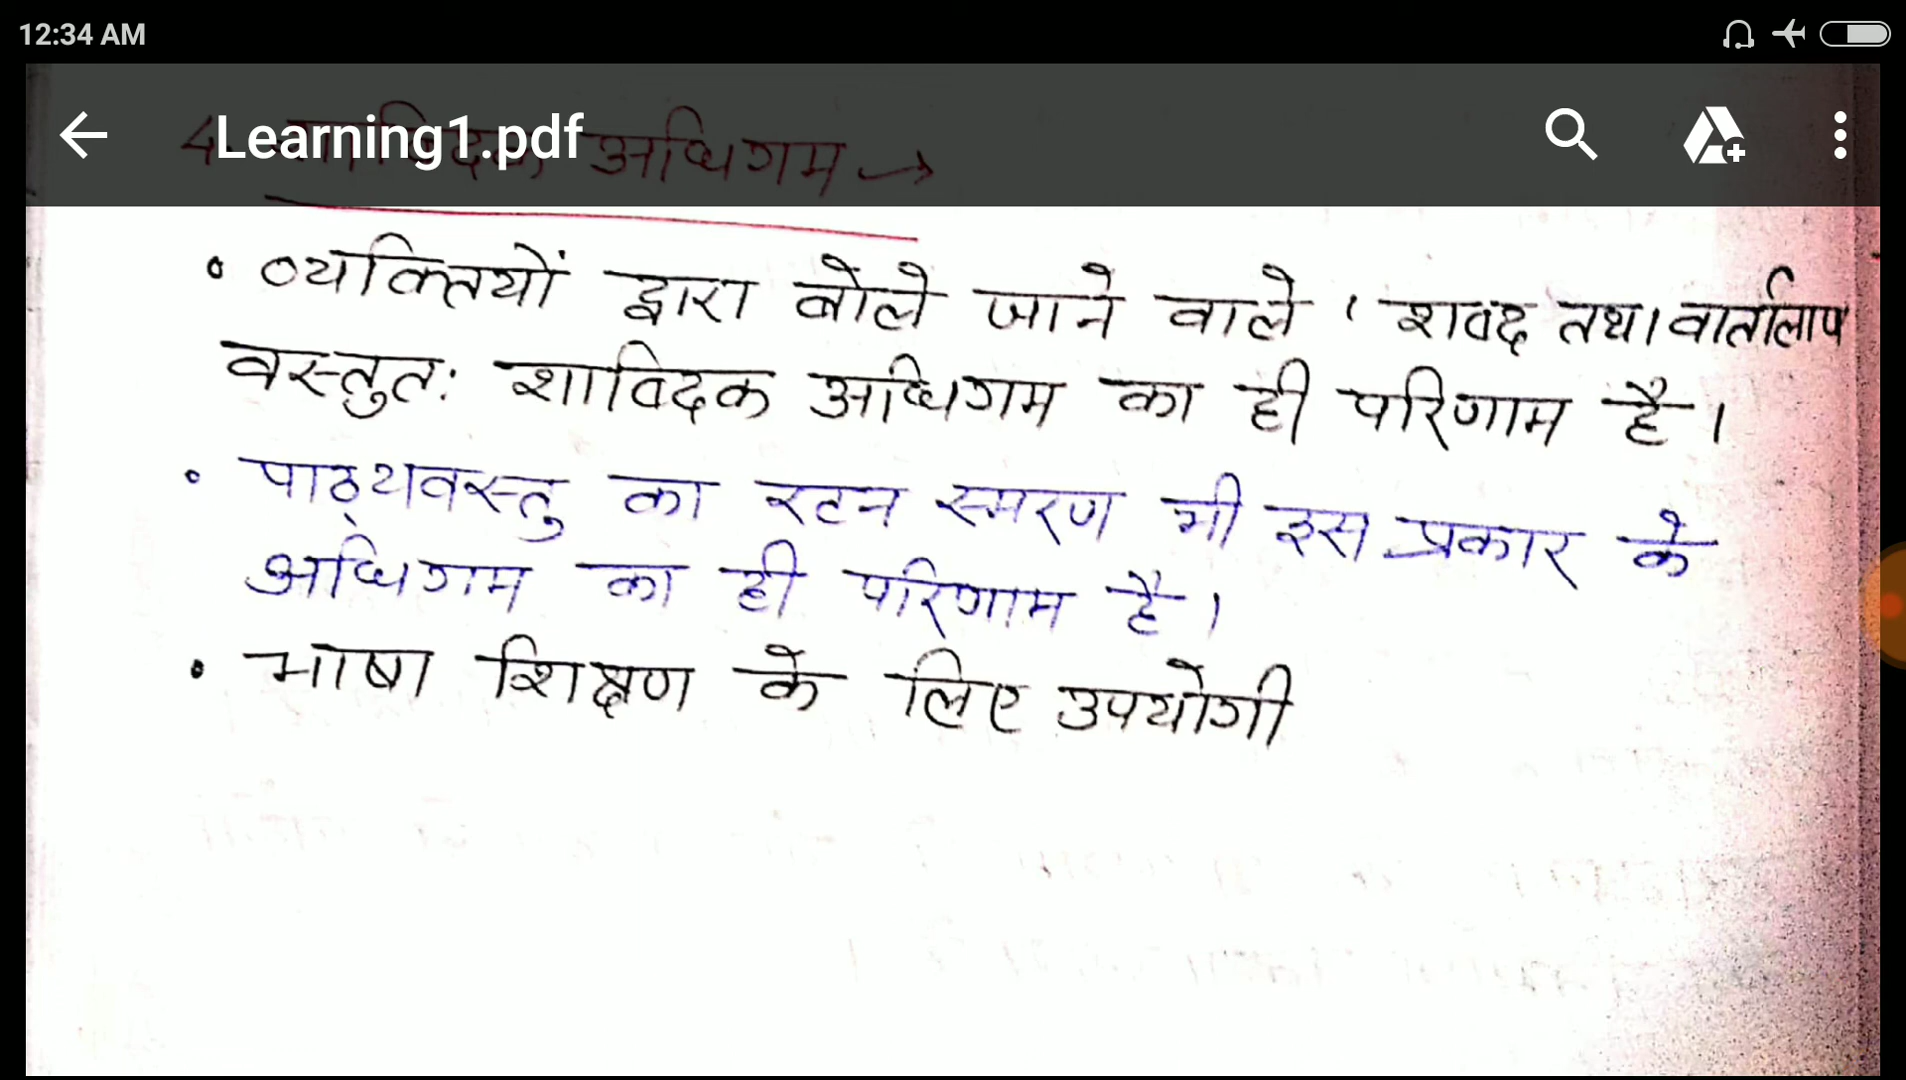 12:34 AM
Learning1.pdf
4. शाब्दिक अधिगम →
• व्यक्तियों द्वारा बोले जाने वाले ' शब्द तथा वार्तालाप
वस्तुतः शाब्दिक अधिगम का ही परिणाम है।
• पाठ्यवस्तु का रटन स्मरण भी इस प्रकार के
अधिगम का ही परिणाम है।
• भाषा शिक्षण के लिए उपयोगी